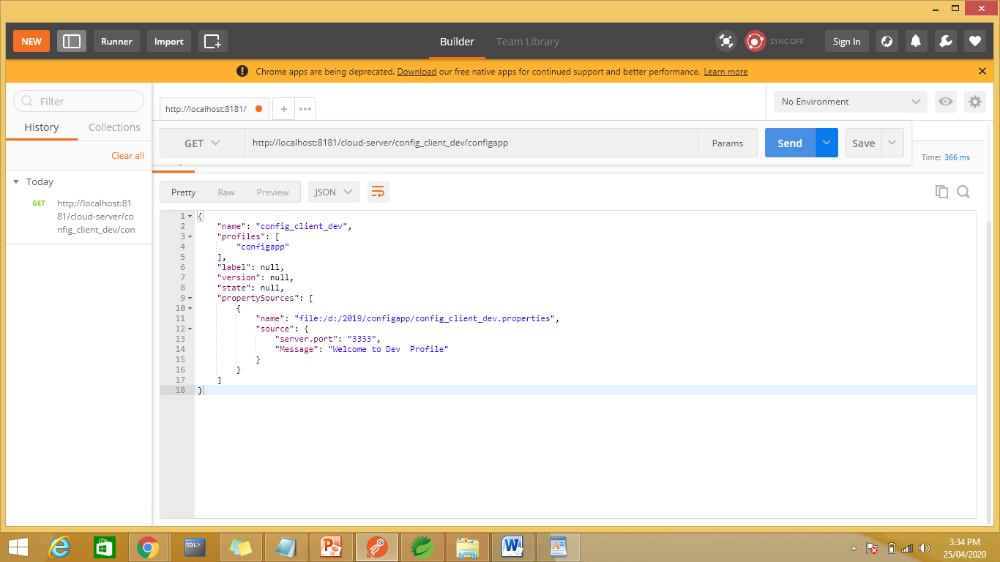 NEW
Runner
Import
Builder
Team Library
SYNC OFF
Sign In
Chrome apps are being deprecated. Download our free native apps for continued support and better performance. Learn more
Filter
History
Collections
Clear all
Today
GET
http://localhost:81
81/cloud-server/co
nfig_client_dev/con
http://localhost:8181/
No Environment
GET
http://localhost:8181/cloud-server/config_client_dev/configapp
Params
Send
Save
Time: 366 ms
Pretty
Raw
Preview
JSON
1 {
2 "name": "config_client_dev",
3 "profiles": [
4 "configapp"
5 ],
6 "label": null,
7 "version": null,
8 "state": null,
9 "propertySources": [
10 {
11 "name": "file:/d:/2019/configapp/config_client_dev.properties",
12 "source": {
13 "server.port": "3333",
14 "Message": "Welcome to Dev  Profile"
15 }
16 }
17 ]
18 }
SQL>
3:34 PM
25/04/2020